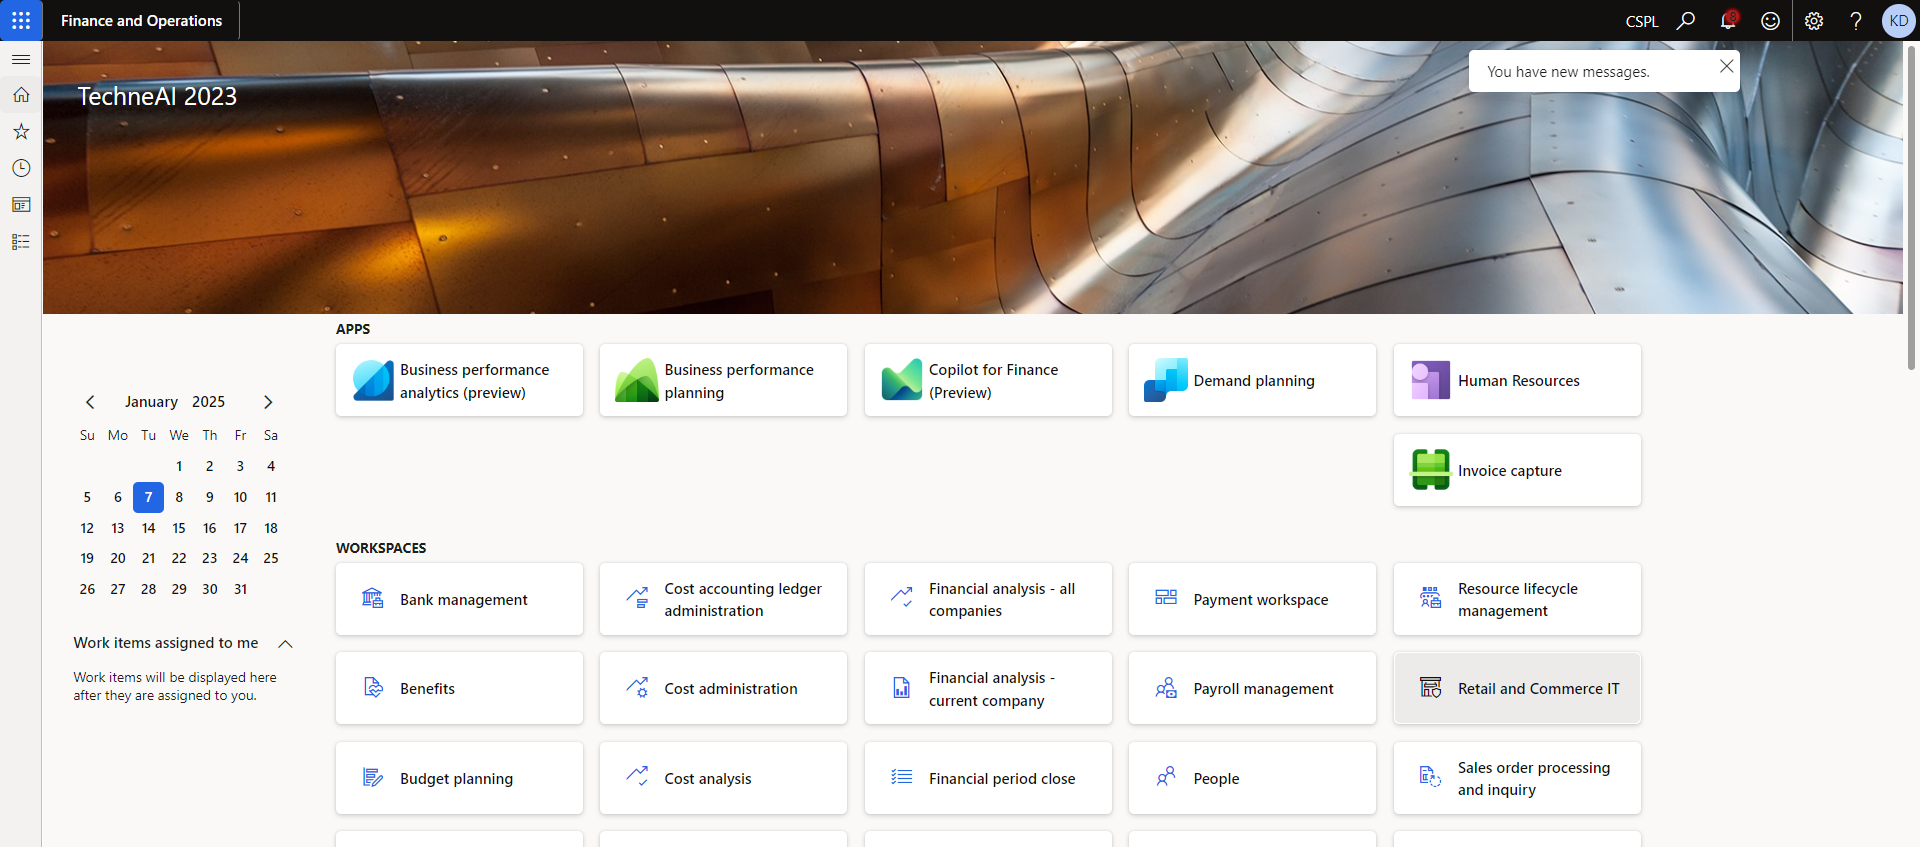 Finance and Operations
CSPL
8
KD
You have new messages.
TechneAI 2023
APPS
Business performance
analytics (preview)
Business performance
planning
Copilot for Finance
(Preview)
Demand planning
Human Resources
Invoice capture
January 2025
Su Mo Tu We Th Fr Sa
1 2 3 4
5 6 7 8 9 10 11
12 13 14 15 16 17 18
19 20 21 22 23 24 25
26 27 28 29 30 31
Work items assigned to me
Work items will be displayed here
after they are assigned to you.
WORKSPACES
Bank management
Cost accounting ledger
administration
Financial analysis - all
companies
Payment workspace
Resource lifecycle
management
Benefits
Cost administration
Financial analysis -
current company
Payroll management
Retail and Commerce IT
Budget planning
Cost analysis
Financial period close
People
Sales order processing
and inquiry